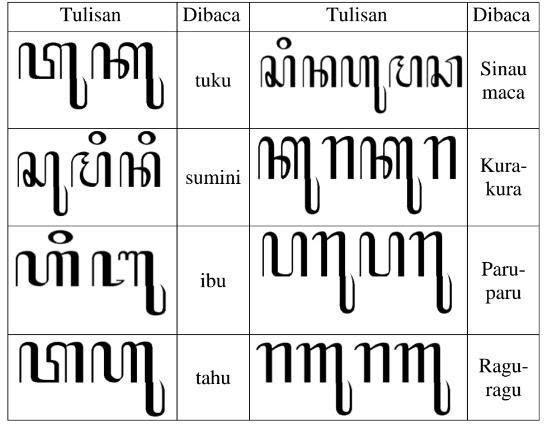 Tulisan Dibaca Tulisan Dibaca
ꦠꦸꦏꦸ tuku ꦱꦶꦤꦲꦸꦩꦕ Sinau
maca
ꦱꦸꦩꦶꦤꦶ sumini ꦏꦸꦫꦏꦸꦫ Kura-
kura
ꦲꦶꦧꦸ ibu ꦥꦫꦸꦥꦫꦸ Paru-
paru
ꦠꦲꦸ tahu ꦫꦒꦸꦫꦒꦸ Ragu-
ragu